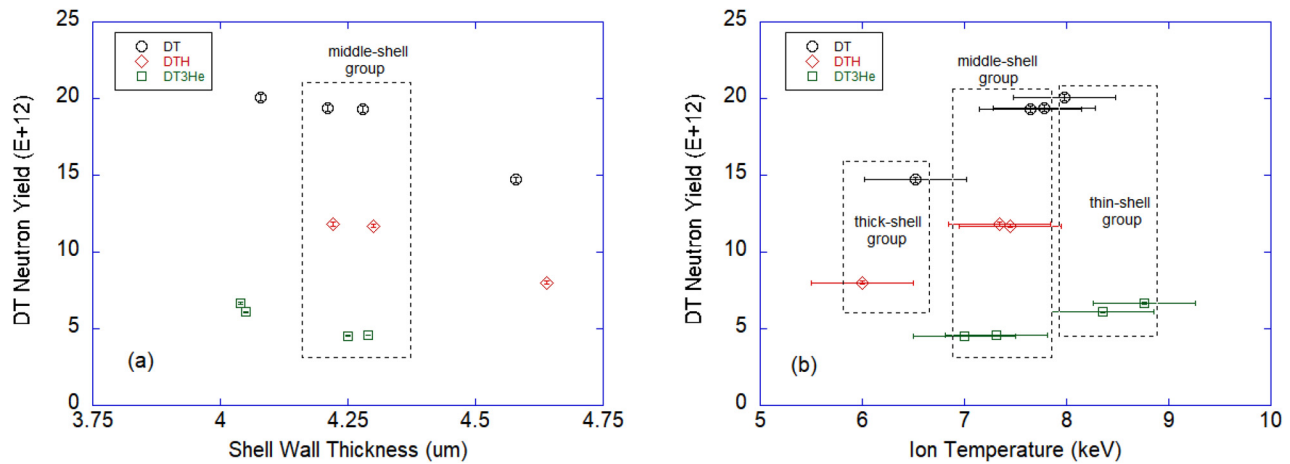 25
20
15
10
5
0
DT Neutron Yield (E+12)
DT
DTH
DT3He
middle-shell
group
(a)
3.75 4 4.25 4.5 4.75
Shell Wall Thickness (um)
25
20
15
10
5
0
DT Neutron Yield (E+12)
DT
DTH
DT3He
middle-shell
group
thick-shell
group
thin-shell
group
(b)
5 6 7 8 9 10
Ion Temperature (keV)